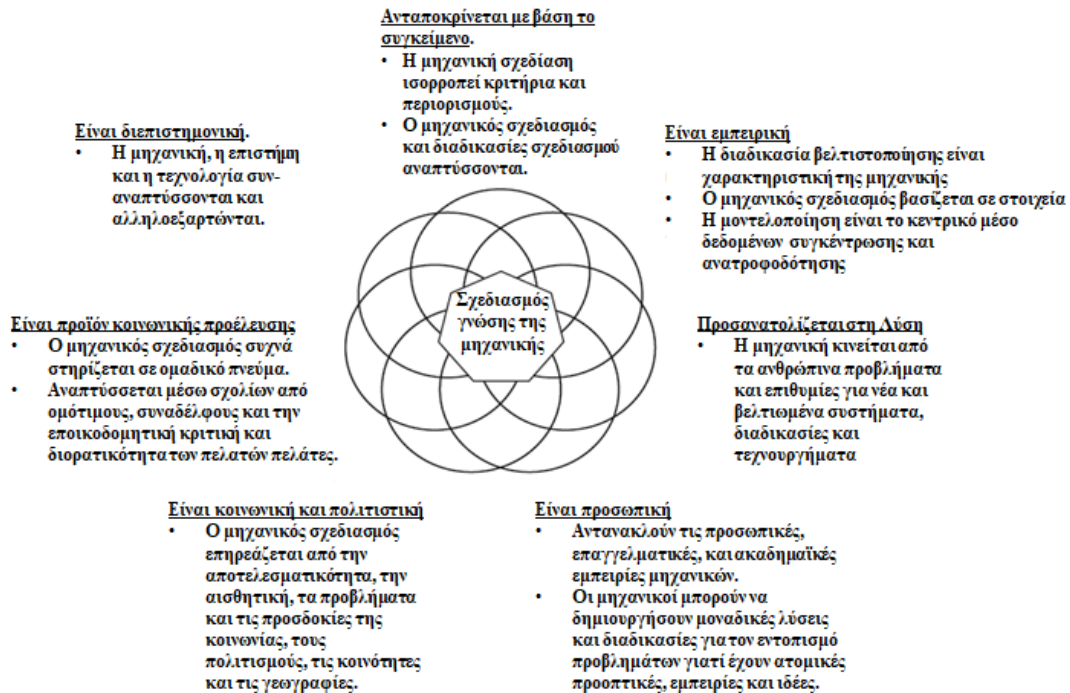 Ανταποκρίνεται με βάση το
συγκείμενο.
• Η μηχανική σχεδίαση
ισορροπεί κριτήρια και
περιορισμούς.
• Ο μηχανικός σχεδιασμός
και διαδικασίες σχεδιασμού
αναπτύσσονται.
Είναι διεπιστημονική.
• Η μηχανική, η επιστήμη
και η τεχνολογία συν-
αναπτύσσονται και
αλληλοεξαρτώνται.
Είναι εμπειρική
• Η διαδικασία βελτιστοποίησης είναι
χαρακτηριστική της μηχανικής
• Ο μηχανικός σχεδιασμός βασίζεται σε στοιχεία
• Η μοντελοποίηση είναι το κεντρικό μέσο
δεδομένων συγκέντρωσης και
ανατροφοδότησης
Σχεδιασμός
γνώσης της
μηχανικής
Είναι προϊόν κοινωνικής προέλευσης
• Ο μηχανικός σχεδιασμός συχνά
στηρίζεται σε ομαδικό πνεύμα.
• Αναπτύσσεται μέσω σχολίων από
ομότιμους, συναδέλφους και την
εποικοδομητική κριτική και
διορατικότητα των πελατών πελάτες.
Προσανατολίζεται στη Λύση
• Η μηχανική κινείται από
τα ανθρώπινα προβλήματα
και επιθυμίες για νέα και
βελτιωμένα συστήματα,
διαδικασίες και
τεχνουργήματα
Είναι κοινωνική και πολιτιστική
• Ο μηχανικός σχεδιασμός
επηρεάζεται από την
αποτελεσματικότητα, την
αισθητική, τα προβλήματα
και τις προσδοκίες της
κοινωνίας, τους
πολιτισμούς, τις κοινότητες
και τις γεωγραφίες.
Είναι προσωπική
• Αντανακλούν τις προσωπικές,
επαγγελματικές, και ακαδημαϊκές
εμπειρίες μηχανικών.
• Οι μηχανικοί μπορούν να
δημιουργήσουν μοναδικές λύσεις
και διαδικασίες για τον εντοπισμό
προβλημάτων γιατί έχουν ατομικές
προοπτικές, εμπειρίες και ιδέες.